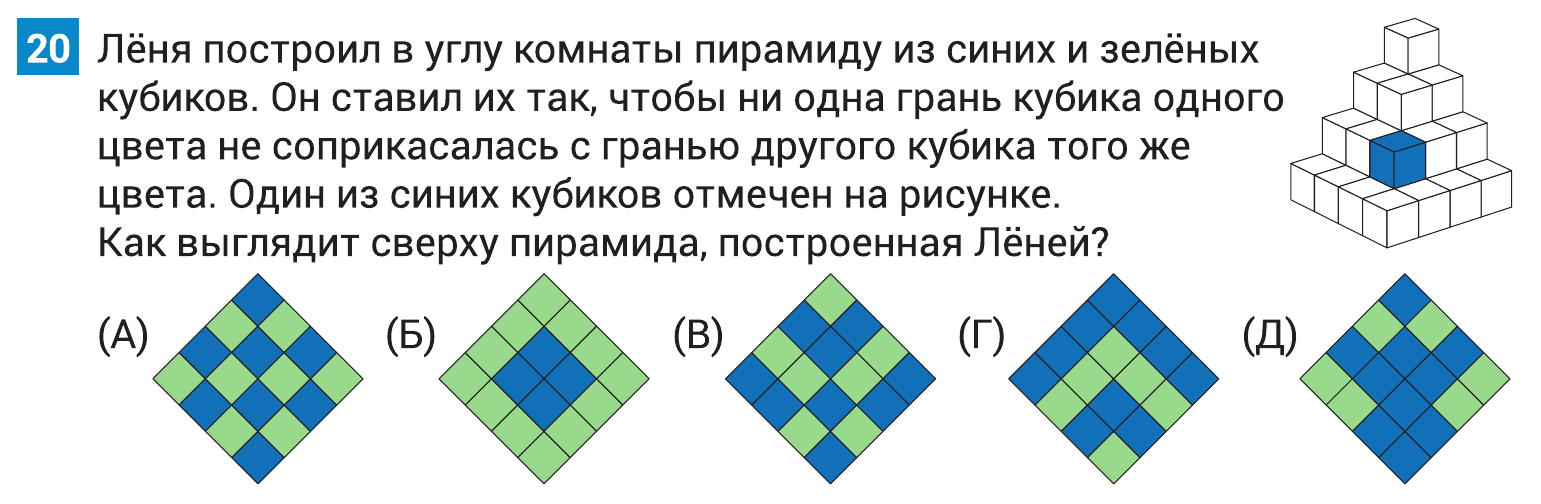 20 Лёня построил в углу комнаты пирамиду из синих и зелёных
кубиков. Он ставил их так, чтобы ни одна грань кубика одного
цвета не соприкасалась с гранью другого кубика того же
цвета. Один из синих кубиков отмечен на рисунке.
Как выглядит сверху пирамида, построенная Лёней?
(А) (Б) (В) (Г) (Д)